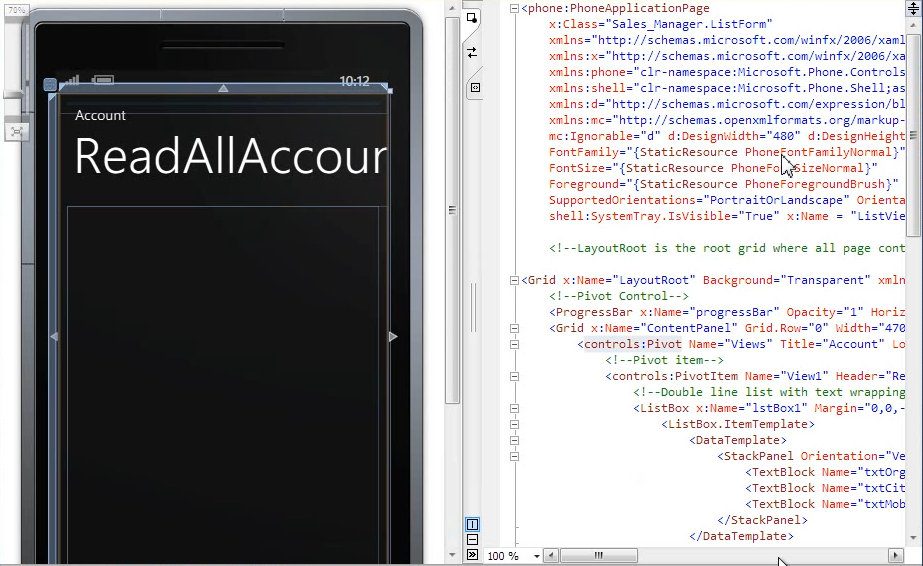 70%
10:12
Account
ReadAllAccour
<phone:PhoneApplicationPage
x:Class="Sales_Manager.ListForm"
xmlns="http://schemas.microsoft.com/winfx/2006/xaml
xmlns:x="http://schemas.microsoft.com/winfx/2006/xa
xmlns:phone="clr-namespace:Microsoft.Phone.Controls
xmlns:shell="clr-namespace:Microsoft.Phone.Shell;as
xmlns:d="http://schemas.microsoft.com/expression/bl
xmlns:mc="http://schemas.openxmlformats.org/markup-
mc:Ignorable="d" d:DesignWidth="480" d:DesignHeight
FontFamily="{StaticResource PhoneFontFamilyNormal}"
FontSize="{StaticResource PhoneFontSizeNormal}"
Foreground="{StaticResource PhoneForegroundBrush}"
SupportedOrientations="PortraitOrLandscape" Orienta
shell:SystemTray.IsVisible="True" x:Name = "ListView
<!--LayoutRoot is the root grid where all page cont
<Grid x:Name="LayoutRoot" Background="Transparent" xmln
<!--Pivot Control-->
<ProgressBar x:Name="progressBar" Opacity="1" Horiz
<Grid x:Name="ContentPanel" Grid.Row="0" Width="470
<controls:Pivot Name="Views" Title="Account" Lo
<!--Pivot item-->
<controls:PivotItem Name="View1" Header="Re
<!--Double line list with text wrapping
<ListBox x:Name="lstBox1" Margin="0,0,-
<ListBox.ItemTemplate>
<DataTemplate>
<StackPanel Orientation="Ve
<TextBlock Name="txtOrg
<TextBlock Name="txtCit
<TextBlock Name="txtMob
</StackPanel>
</DataTemplate>
100 %